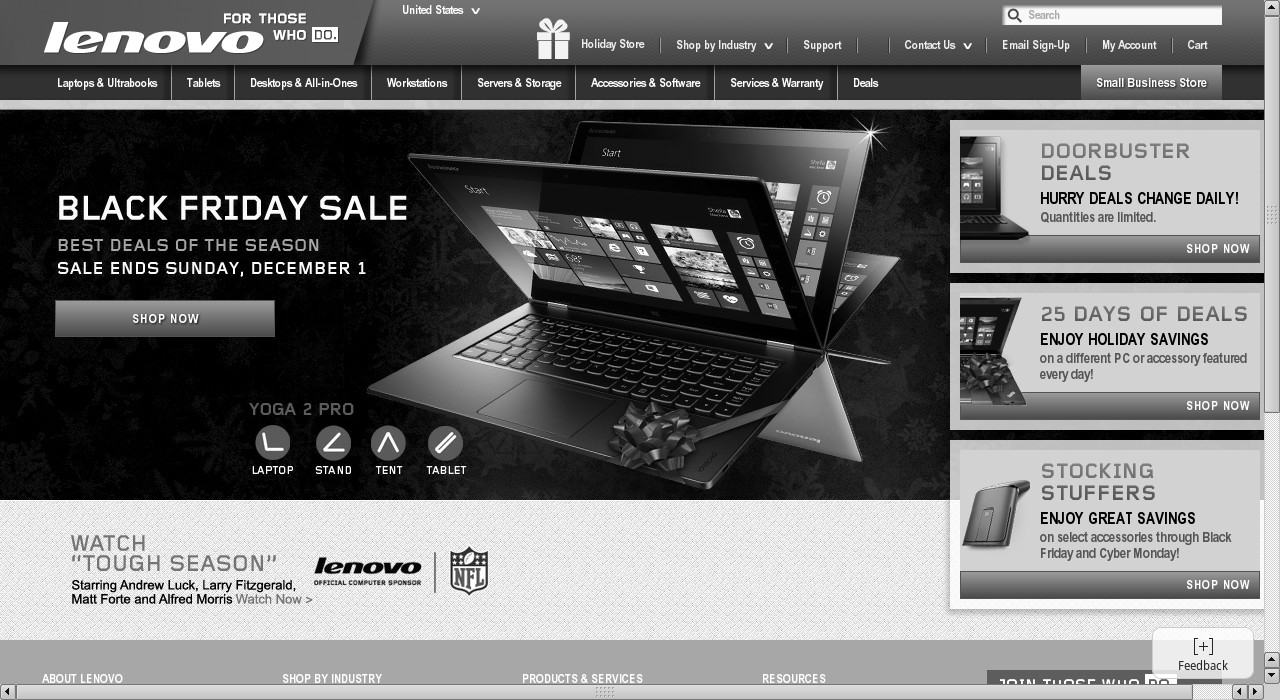 FOR THOSE
WHO DO.
lenovo
United States
Search
Holiday Store
Shop by Industry
Support
Contact Us
Email Sign-Up
My Account
Cart
Laptops & Ultrabooks
Tablets
Desktops & All-in-Ones
Workstations
Servers & Storage
Accessories & Software
Services & Warranty
Deals
Small Business Store
BLACK FRIDAY SALE
BEST DEALS OF THE SEASON
SALE ENDS SUNDAY, DECEMBER 1
SHOP NOW
Start
Sheila
Start
Sheila
9
68°
lenovo
YOGA 2 PRO
LAPTOP
STAND
TENT
TABLET
DOORBUSTER
DEALS
HURRY DEALS CHANGE DAILY!
Quantities are limited.
SHOP NOW
25 DAYS OF DEALS
ENJOY HOLIDAY SAVINGS
on a different PC or accessory featured
every day!
SHOP NOW
STOCKING
STUFFERS
ENJOY GREAT SAVINGS
on select accessories through Black
Friday and Cyber Monday!
SHOP NOW
WATCH
"TOUGH SEASON"
Starring Andrew Luck, Larry Fitzgerald,
Matt Forte and Alfred Morris Watch Now >
lenovo
OFFICIAL COMPUTER SPONSOR
NFL
[+]
Feedback
ABOUT LENOVO
SHOP BY INDUSTRY
PRODUCTS & SERVICES
RESOURCES
JOIN THOSE WHO DO.